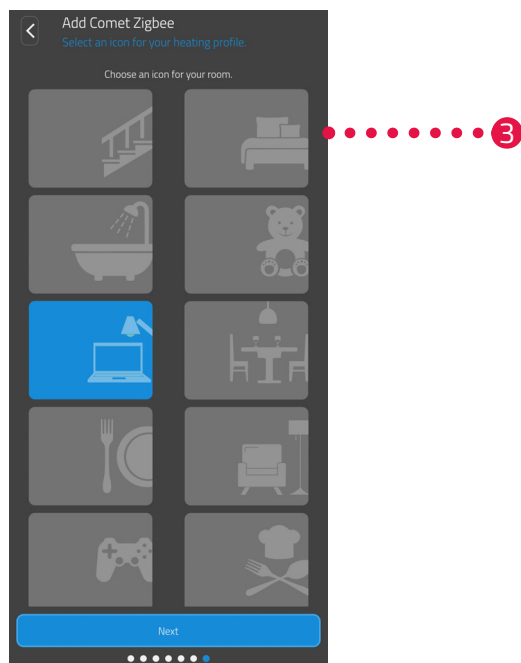 Add Comet Zigbee
Select an icon for your heating profile.
Choose an icon for your room.
3
Next